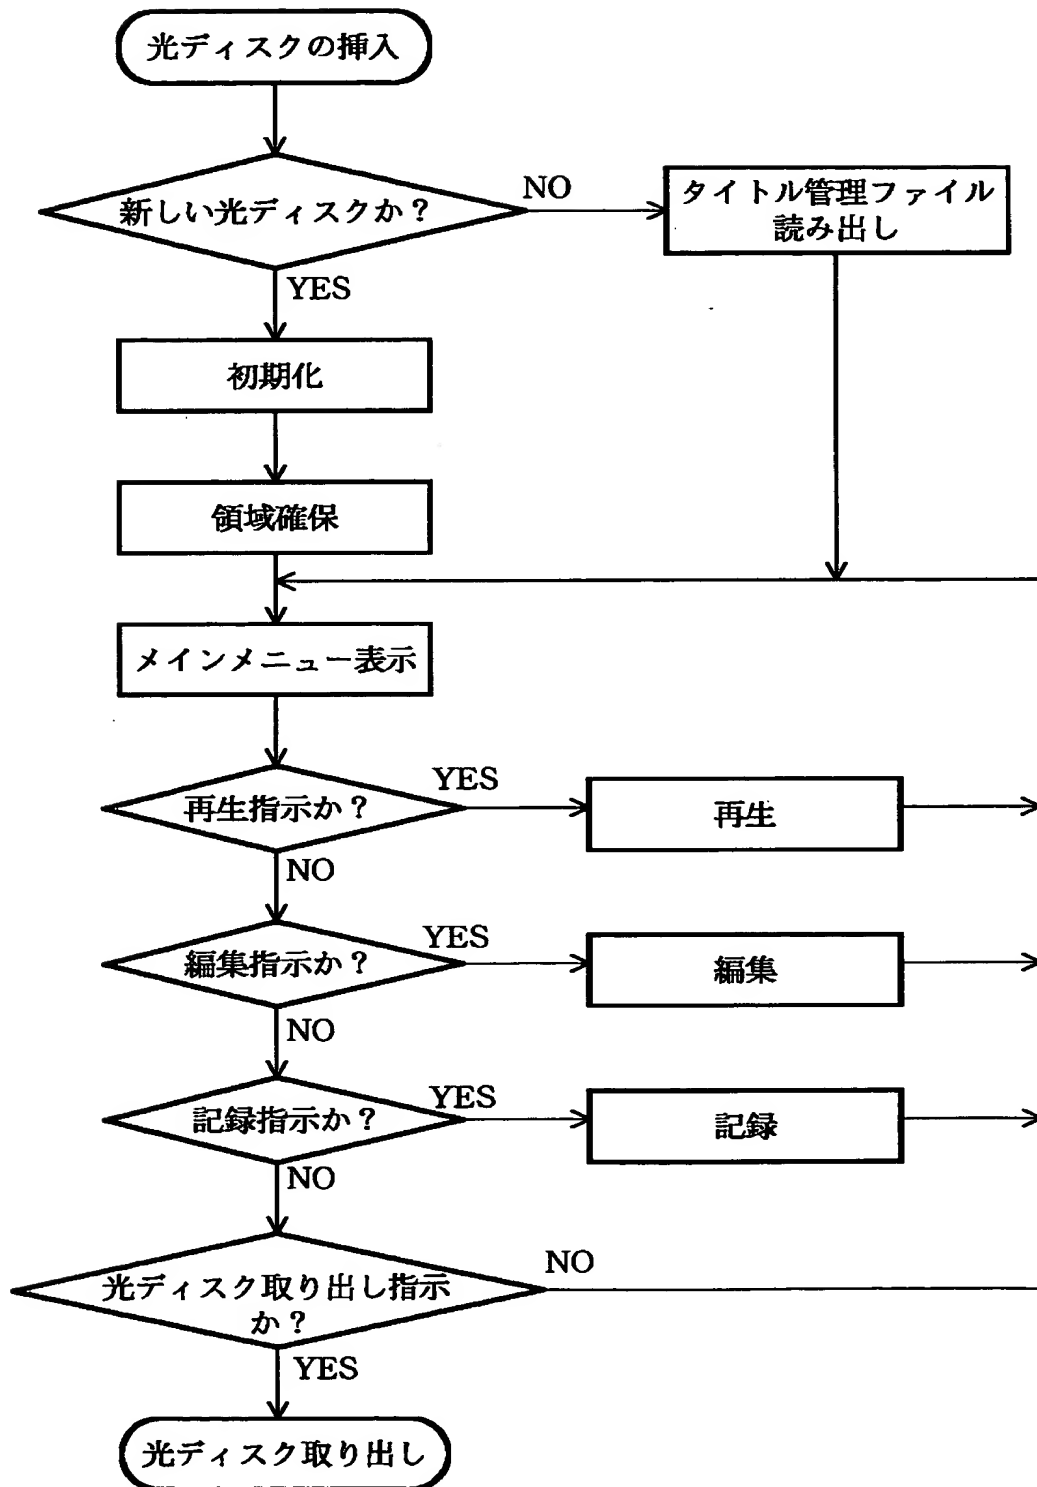 光ディスクの挿入
新しい光ディスクか？
NO
タイトル管理ファイル
読み出し
YES
初期化
領域確保
メインメニュー表示
再生指示か？
YES
再生
NO
編集指示か？
YES
編集
NO
記録指示か？
YES
記録
NO
光ディスク取り出し指示
か？
NO
YES
光ディスク取り出し